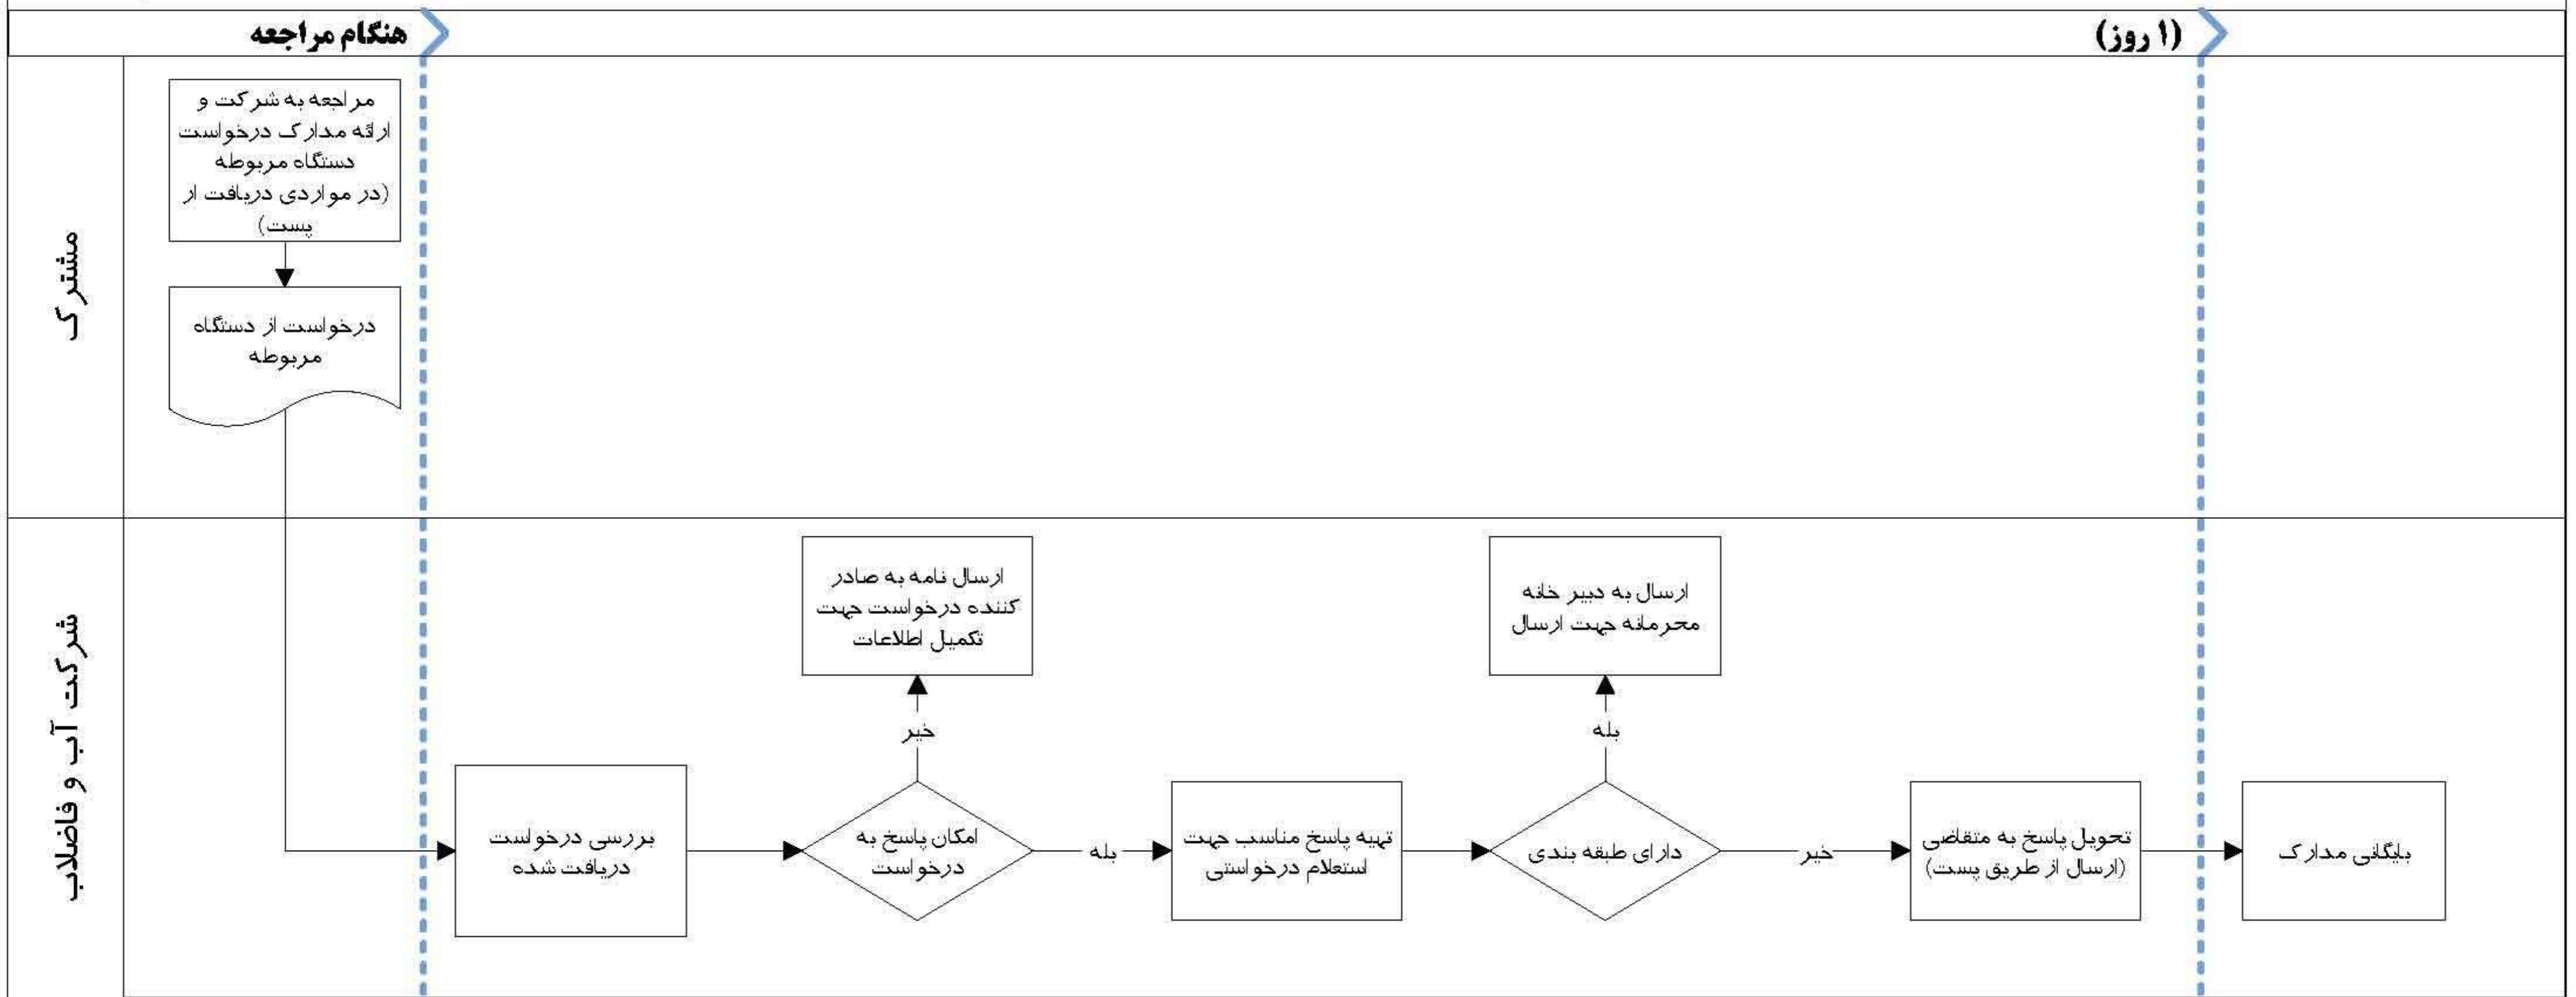 هنگام مراجعه
(۱ روز)
مشترک
مراجعه به شرکت و
ارائه مدارک درخواست
دستگاه مربوطه
(در مواردی دریافت از
پست)
درخواست از دستگاه
مربوطه
شرکت آب و فاضلاب
بررسی درخواست
دریافت شده
امکان پاسخ به
درخواست
خیر
ارسال نامه به صادر
کننده درخواست جهت
تکمیل اطلاعات
بله
تهیه پاسخ مناسب جهت
استعلام درخواستی
دارای طبقه بندی
بله
ارسال به دبیر خانه
محرمانه جهت ارسال
خیر
تحویل پاسخ به متقاضی
(ارسال از طریق پست)
بایگانی مدارک